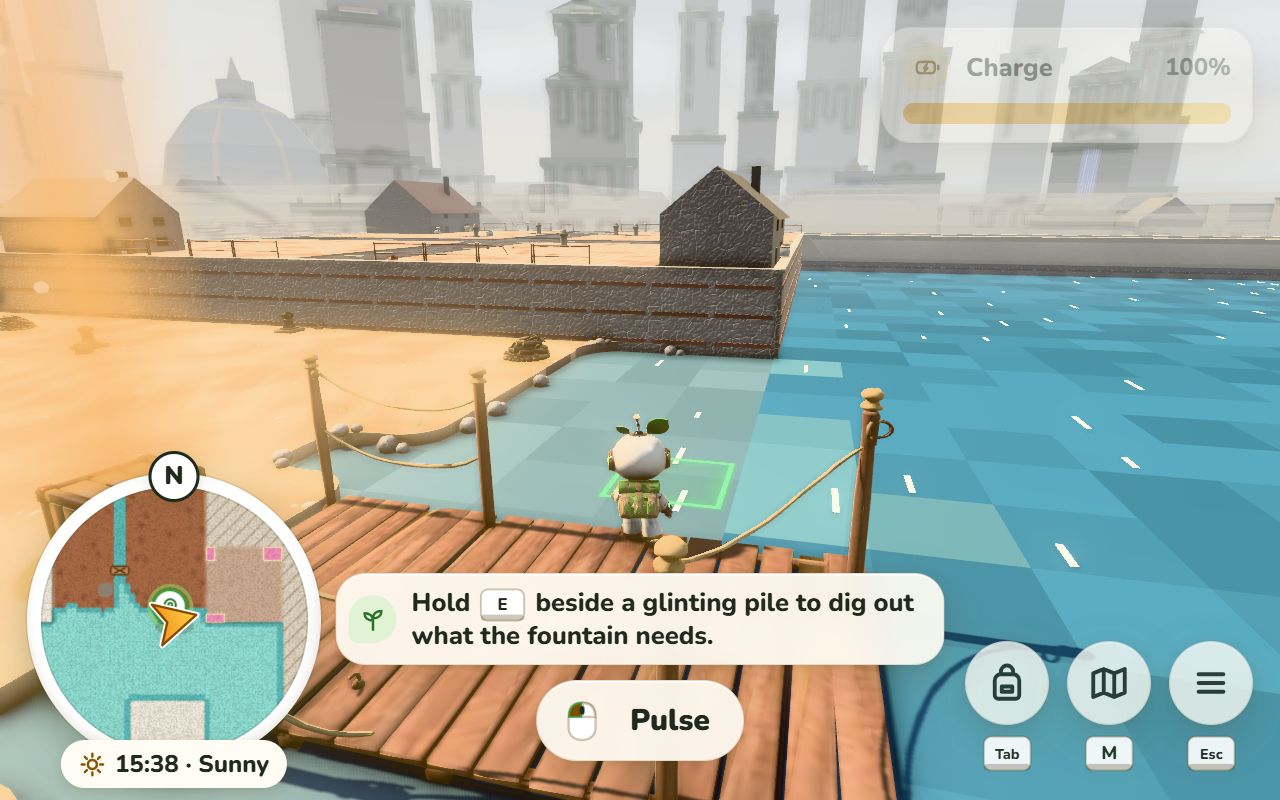 Charge 100%
N
Hold E beside a glinting pile to dig out
what the fountain needs.
Pulse
15:38 · Sunny
Tab M Esc